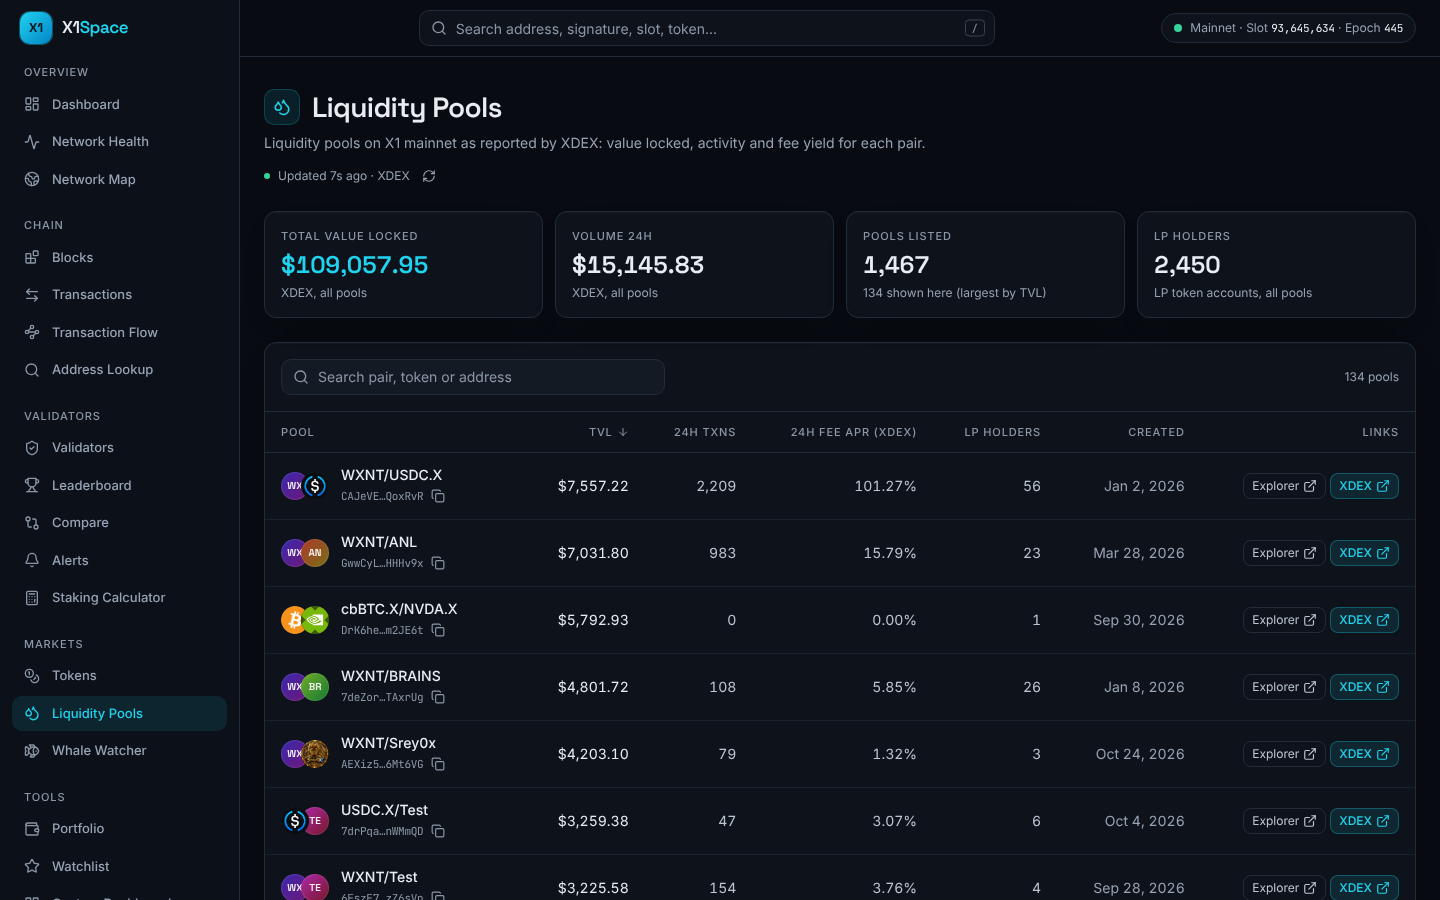 X1 X1Space
Search address, signature, slot, token... /
Mainnet · Slot 93,645,634 · Epoch 445
OVERVIEW
Dashboard
Network Health
Network Map
CHAIN
Blocks
Transactions
Transaction Flow
Address Lookup
VALIDATORS
Validators
Leaderboard
Compare
Alerts
Staking Calculator
MARKETS
Tokens
Liquidity Pools
Whale Watcher
TOOLS
Portfolio
Watchlist
Liquidity Pools
Liquidity pools on X1 mainnet as reported by XDEX: value locked, activity and fee yield for each pair.
Updated 7s ago · XDEX
TOTAL VALUE LOCKED
$109,057.95
XDEX, all pools
VOLUME 24H
$15,145.83
XDEX, all pools
POOLS LISTED
1,467
134 shown here (largest by TVL)
LP HOLDERS
2,450
LP token accounts, all pools
Search pair, token or address
134 pools
POOL TVL ↓ 24H TXNS 24H FEE APR (XDEX) LP HOLDERS CREATED LINKS
WX $ WXNT/USDC.X $7,557.22 2,209 101.27% 56 Jan 2, 2026 Explorer XDEX
CAJeVE…QoxRvR
WX AN WXNT/ANL $7,031.80 983 15.79% 23 Mar 28, 2026 Explorer XDEX
GwwCyL…HHHv9x
cbBTC.X/NVDA.X $5,792.93 0 0.00% 1 Sep 30, 2026 Explorer XDEX
DrK6he…m2JE6t
WX BR WXNT/BRAINS $4,801.72 108 5.85% 26 Jan 8, 2026 Explorer XDEX
7deZor…TAxrUg
WX WXNT/Srey0x $4,203.10 79 1.32% 3 Oct 24, 2026 Explorer XDEX
AEXiz5…6Mt6VG
$ TE USDC.X/Test $3,259.38 47 3.07% 6 Oct 4, 2026 Explorer XDEX
7drPqa…nWMmQD
WX TE WXNT/Test $3,225.58 154 3.76% 4 Sep 28, 2026 Explorer XDEX